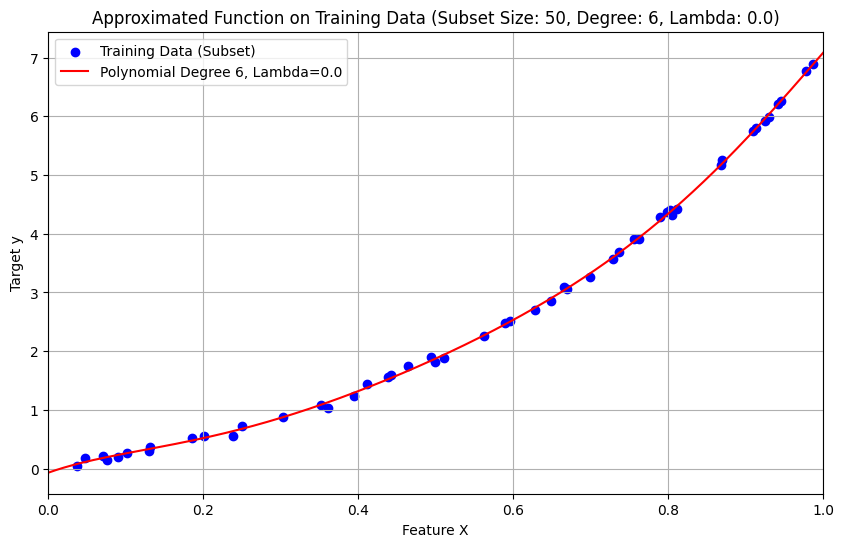 Approximated Function on Training Data (Subset Size: 50, Degree: 6, Lambda: 0.0)
Training Data (Subset)
Polynomial Degree 6, Lambda=0.0
7
6
5
4
3
2
1
0
Target y
0.0 0.2 0.4 0.6 0.8 1.0
Feature X